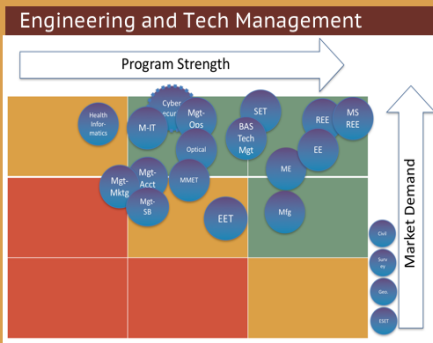 Engineering and Tech Management
Program Strength
Market Demand
Health
Infor-
matics
M-IT
Cyber
Mgt-
Ops
SET
REE
MS
REE
BAS
Tech
Mgt
EE
Optical
ME
Mgt-
Mktg
Mgt-
Acct
MMET
Mgt-
SB
EET
Mfg
Civil
Geo.